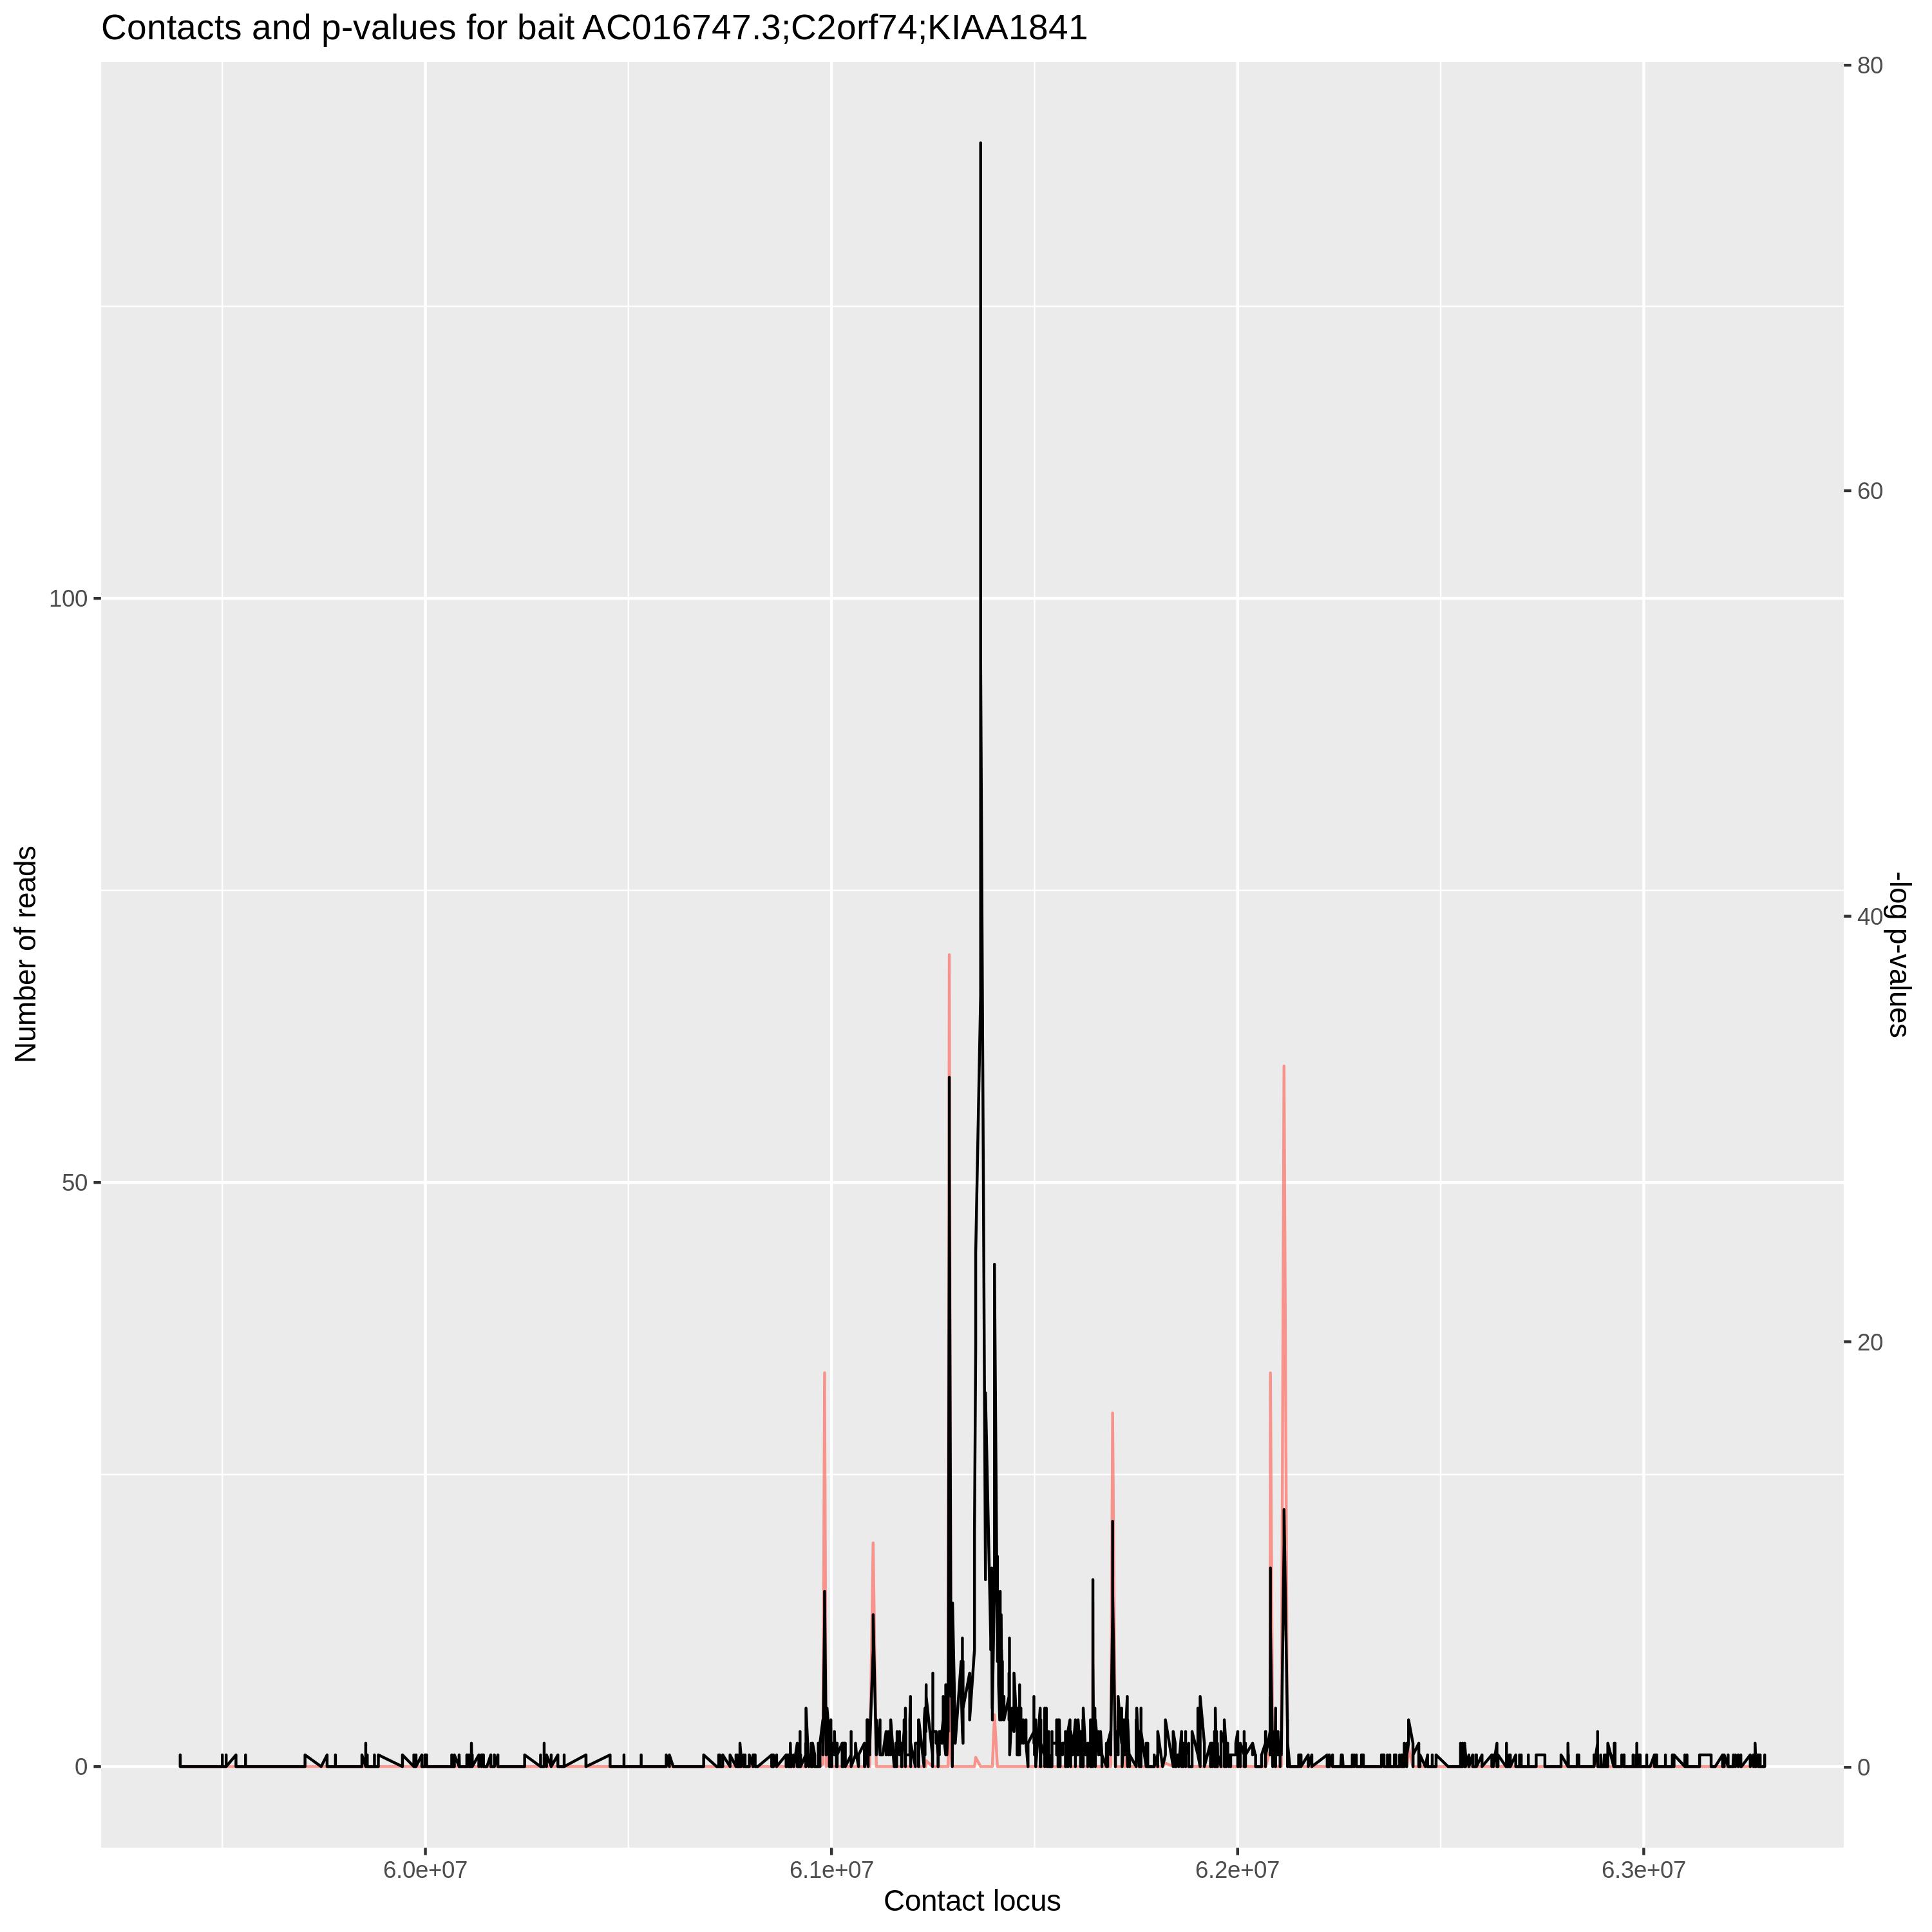 Contacts and p-values for bait AC016747.3;C2orf74;KIAA1841
80
60
40
20
0
-log p-values
100
50
0
Number of reads
6.0e+07 6.1e+07 6.2e+07 6.3e+07
Contact locus